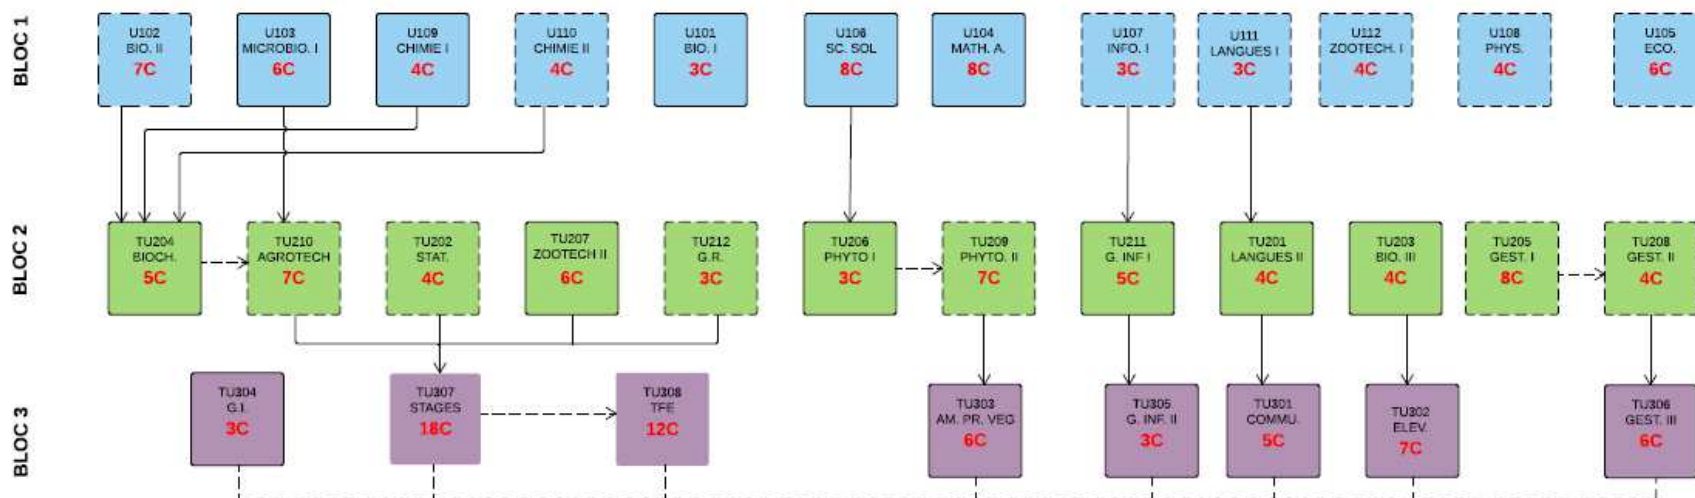 BLOC 1
U102
BIO. II
7C
U103
MICROBIO. I
6C
U109
CHIMIE I
4C
U110
CHIMIE II
4C
U101
BIO. I
3C
U106
SC. SOL
8C
U104
MATH. A.
8C
U107
INFO. I
3C
U111
LANGUES I
3C
U112
ZOOTECH. I
4C
U108
PHYS.
4C
U105
ECO.
6C
BLOC 2
TU204
BIOCH.
5C
TU210
AGROTECH
7C
TU202
STAT.
4C
TU207
ZOOTECH II
6C
TU212
G.R.
3C
TU206
PHYTO I
3C
TU209
PHYTO. II
7C
TU211
G. INF I
5C
TU201
LANGUES II
4C
TU203
BIO. III
4C
TU205
GEST. I
8C
TU208
GEST. II
4C
BLOC 3
TU304
G.I.
3C
TU307
STAGES
18C
TU308
TFE
12C
TU303
AM. PR. VEG
6C
TU305
G. INF. II
3C
TU301
COMMU.
5C
TU302
ELEV.
7C
TU306
GEST. III
6C